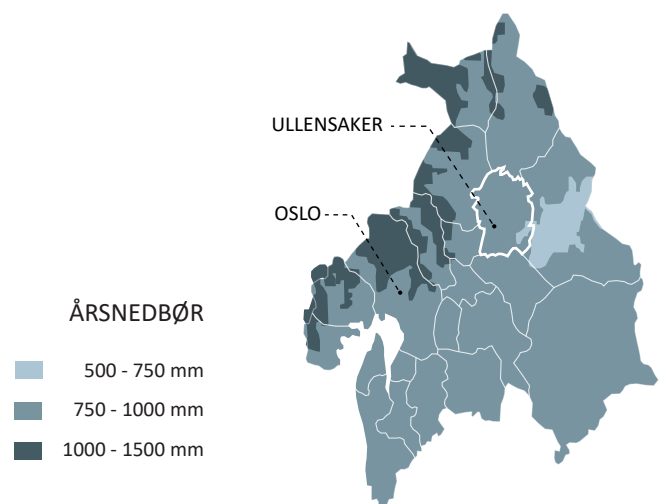 ULLENSAKER
OSLO
ÅRSNEDBØR
500 - 750 mm
750 - 1000 mm
1000 - 1500 mm